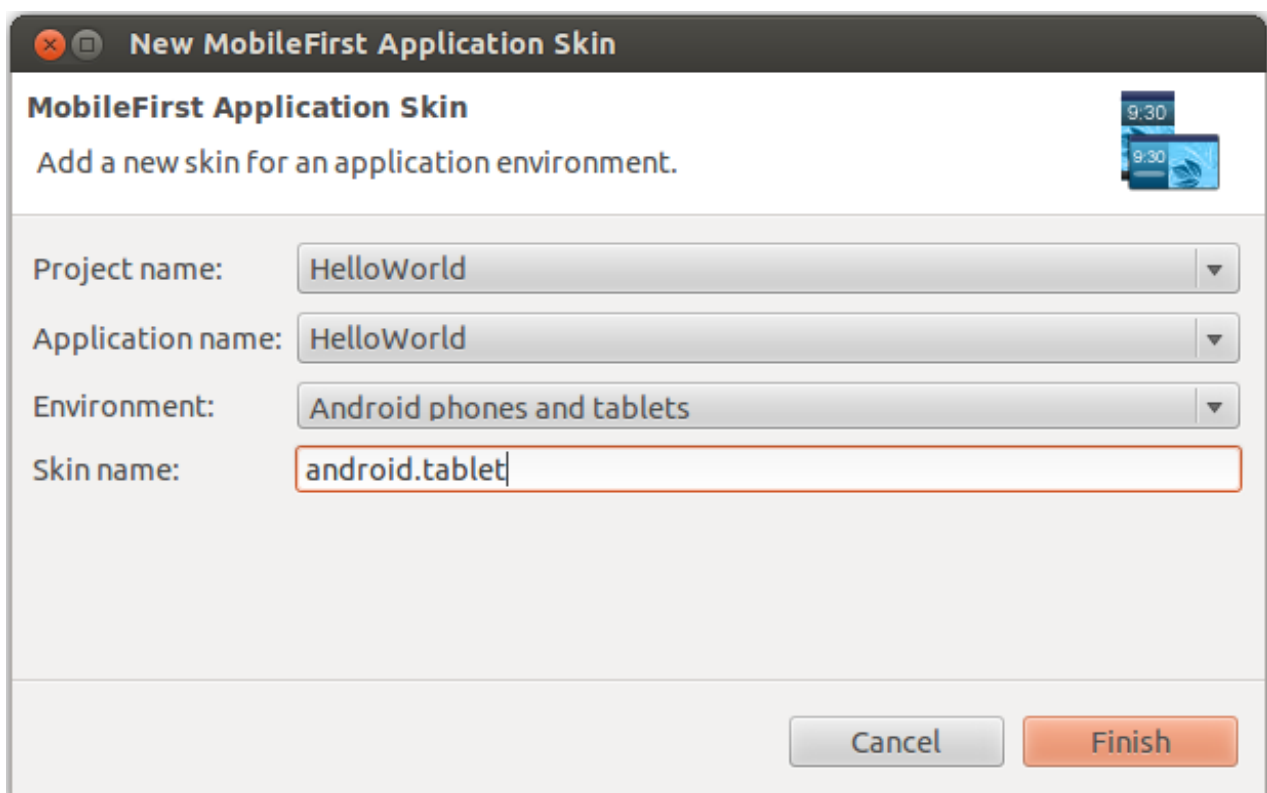 New MobileFirst Application Skin
MobileFirst Application Skin
Add a new skin for an application environment.
9:30
9:30
Project name: HelloWorld
Application name: HelloWorld
Environment: Android phones and tablets
Skin name: android.tablet
Cancel Finish